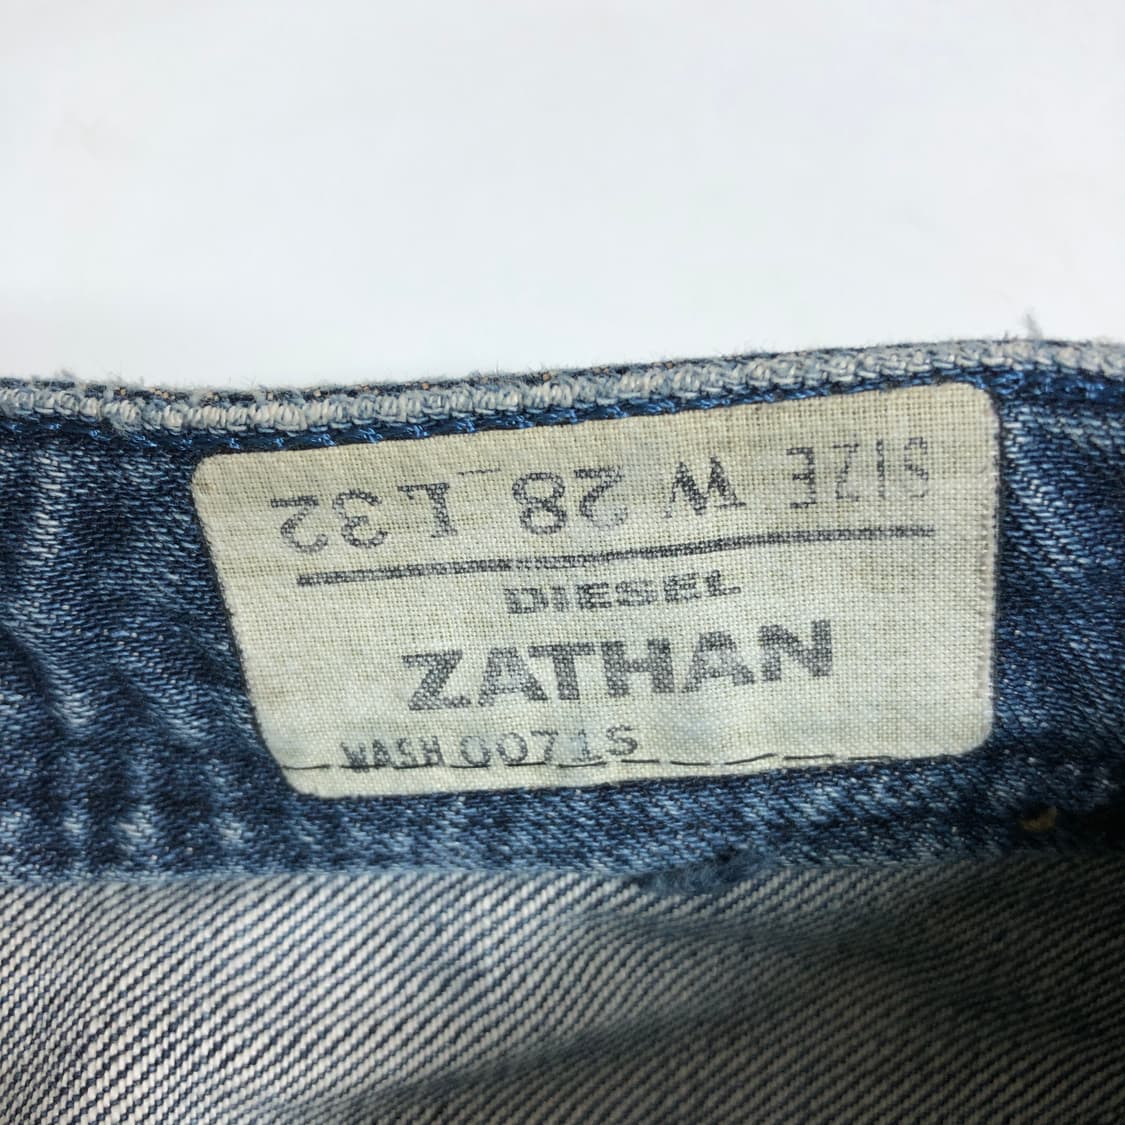 SIZE W 28 L 32
DIESEL
ZATHAN
WASH 0071S